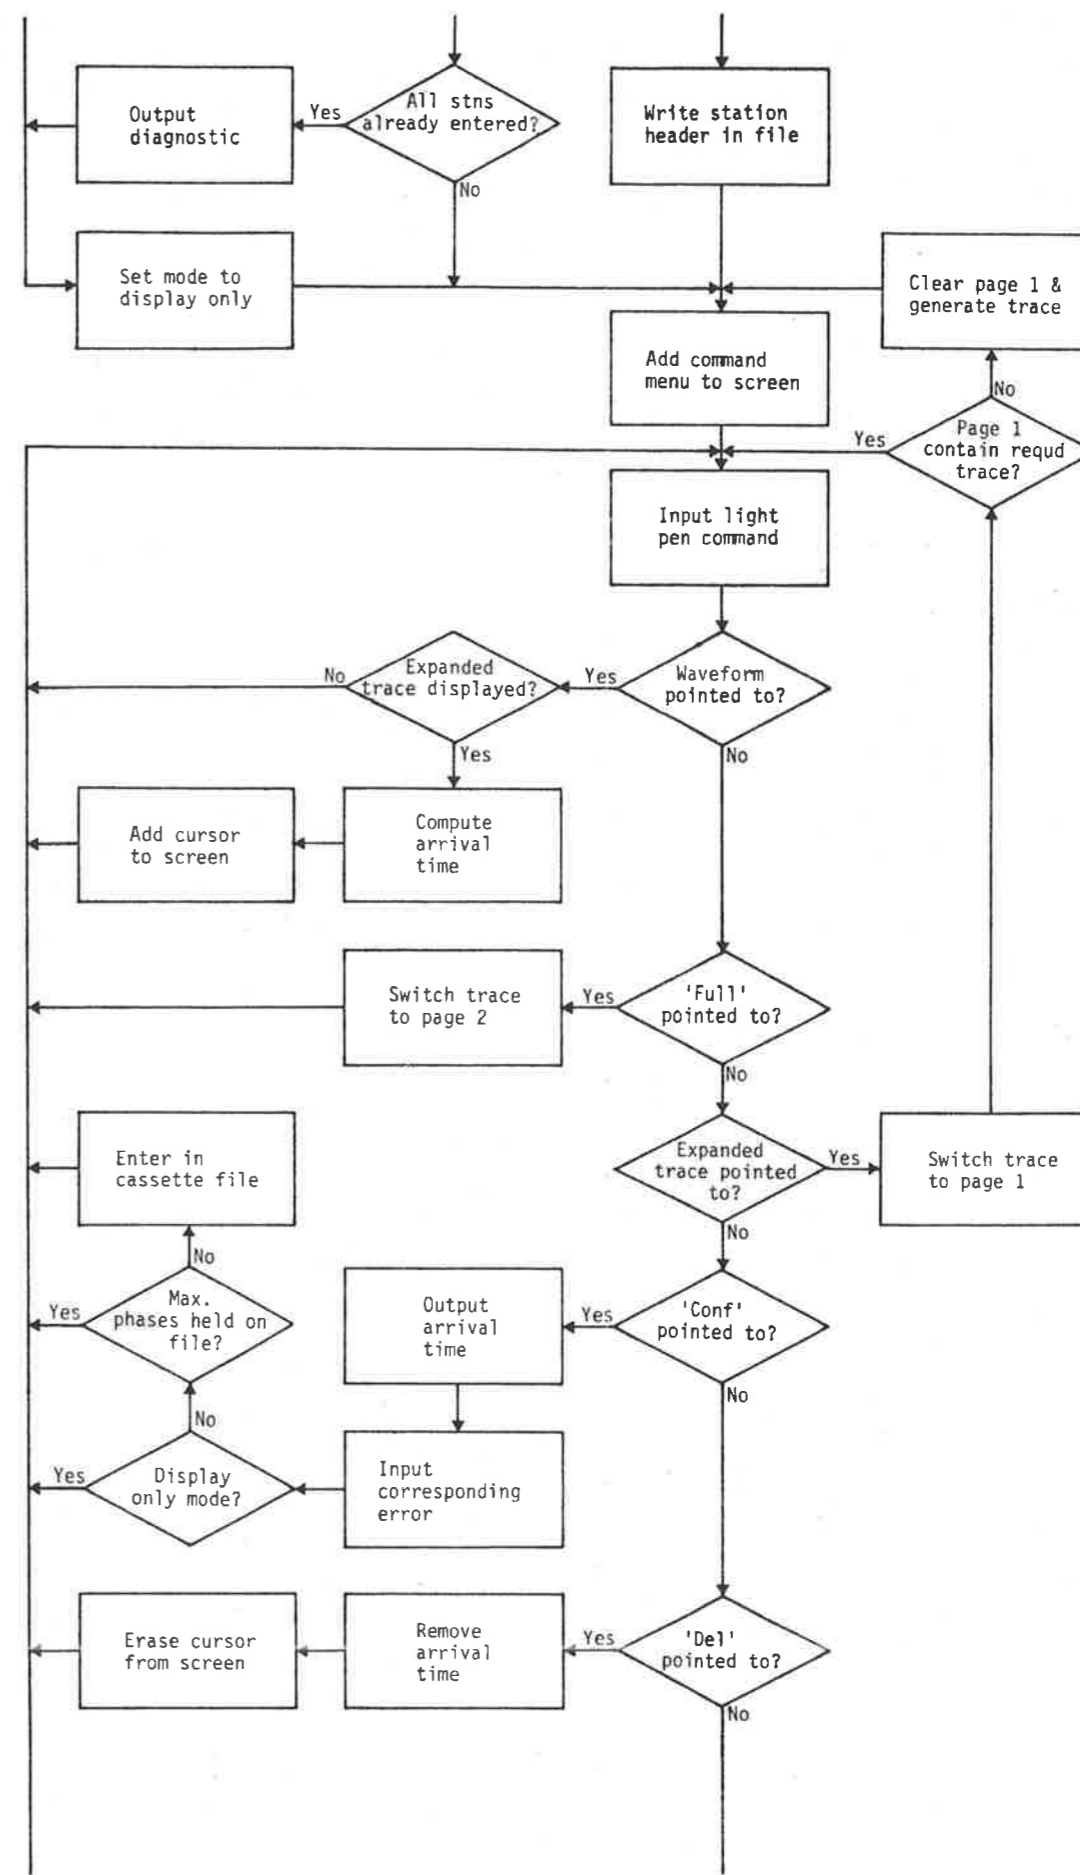 Output
diagnostic
Yes
All stns
already entered?
No
Write station
header in file
Set mode to
display only
Clear page 1 &
generate trace
No
Add command
menu to screen
Yes
Page 1
contain requd
trace?
Input light
pen command
No
Expanded
trace displayed?
Yes
Yes
Waveform
pointed to?
No
Add cursor
to screen
Compute
arrival
time
Switch trace
to page 2
Yes
'Full'
pointed to?
No
Enter in
cassette file
Expanded
trace pointed
to?
Yes
No
Switch trace
to page 1
No
Yes
Max.
phases held on
file?
No
Output
arrival
time
Yes
'Conf'
pointed to?
No
Yes
Display
only mode?
Input
corresponding
error
Erase cursor
from screen
Remove
arrival
time
Yes
'Del'
pointed to?
No